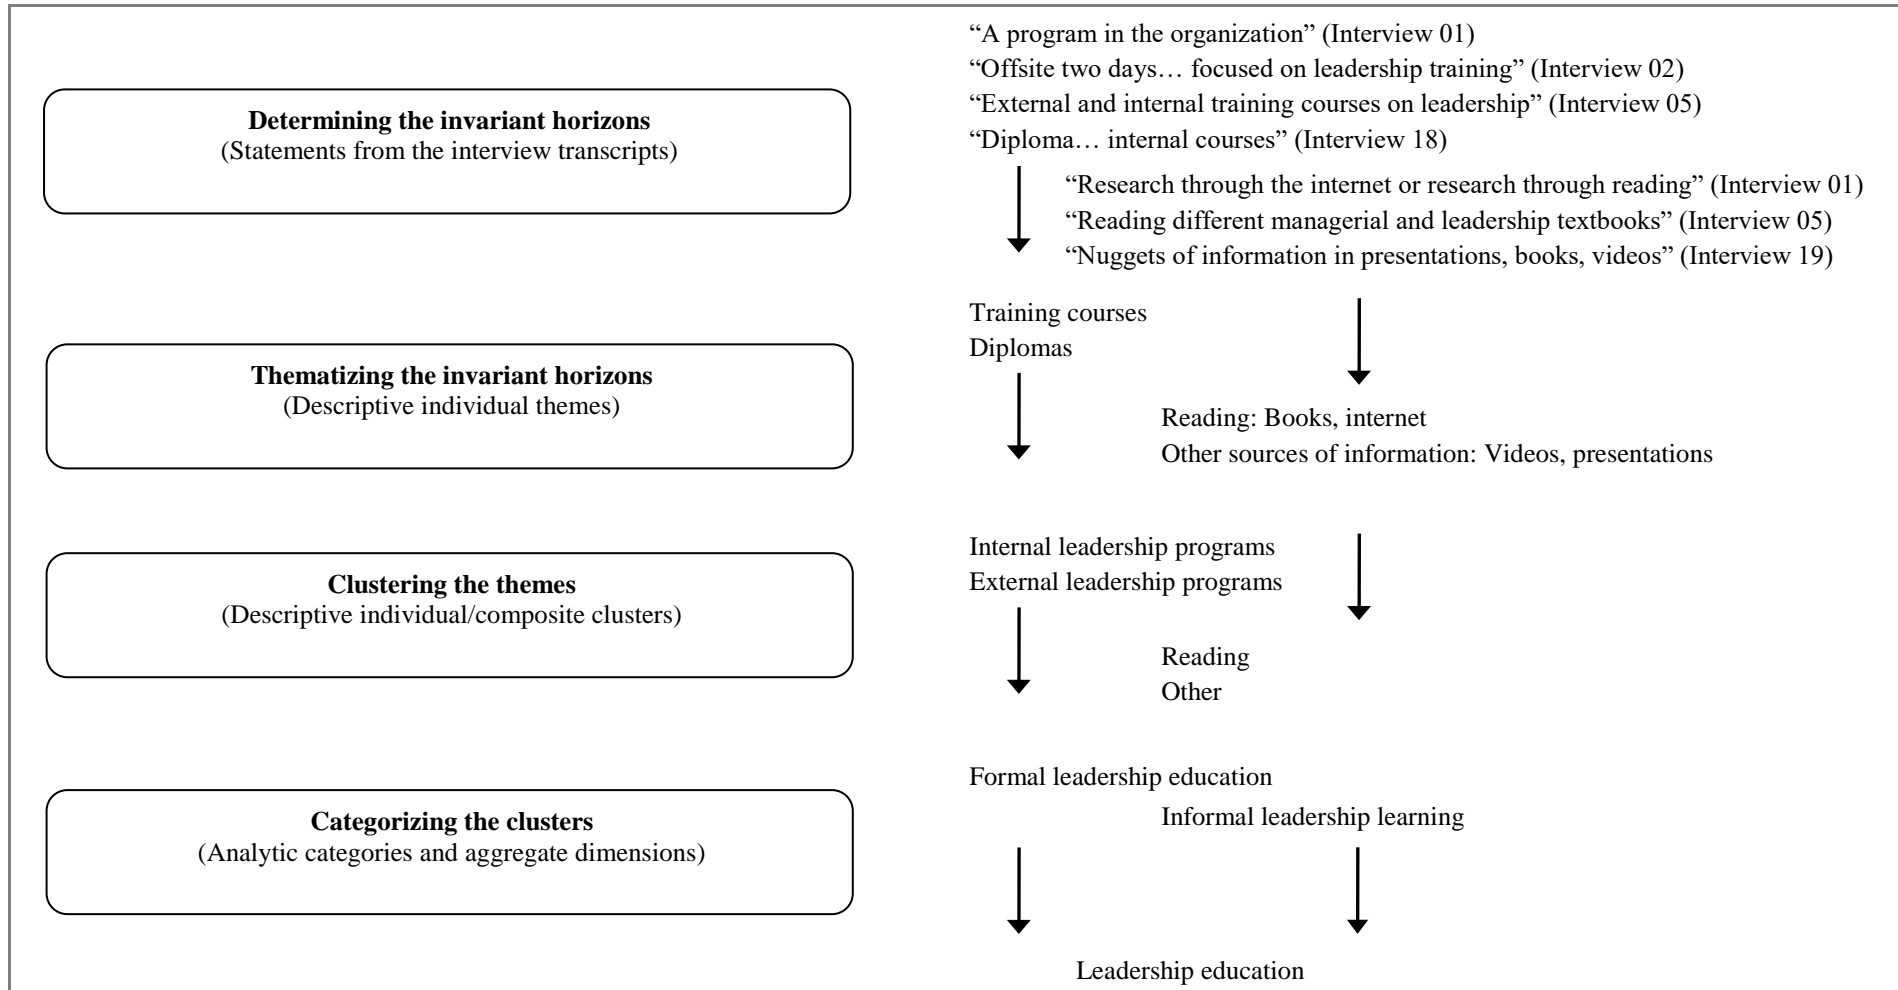 “A program in the organization” (Interview 01)
“Offsite two days… focused on leadership training” (Interview 02)
“External and internal training courses on leadership” (Interview 05)
“Diploma… internal courses” (Interview 18)
Determining the invariant horizons
(Statements from the interview transcripts)
“Research through the internet or research through reading” (Interview 01)
“Reading different managerial and leadership textbooks” (Interview 05)
“Nuggets of information in presentations, books, videos” (Interview 19)
Thematizing the invariant horizons
(Descriptive individual themes)
Training courses
Diplomas
Reading: Books, internet
Other sources of information: Videos, presentations
Clustering the themes
(Descriptive individual/composite clusters)
Internal leadership programs
External leadership programs
Reading
Other
Categorizing the clusters
(Analytic categories and aggregate dimensions)
Formal leadership education
Informal leadership learning
Leadership education